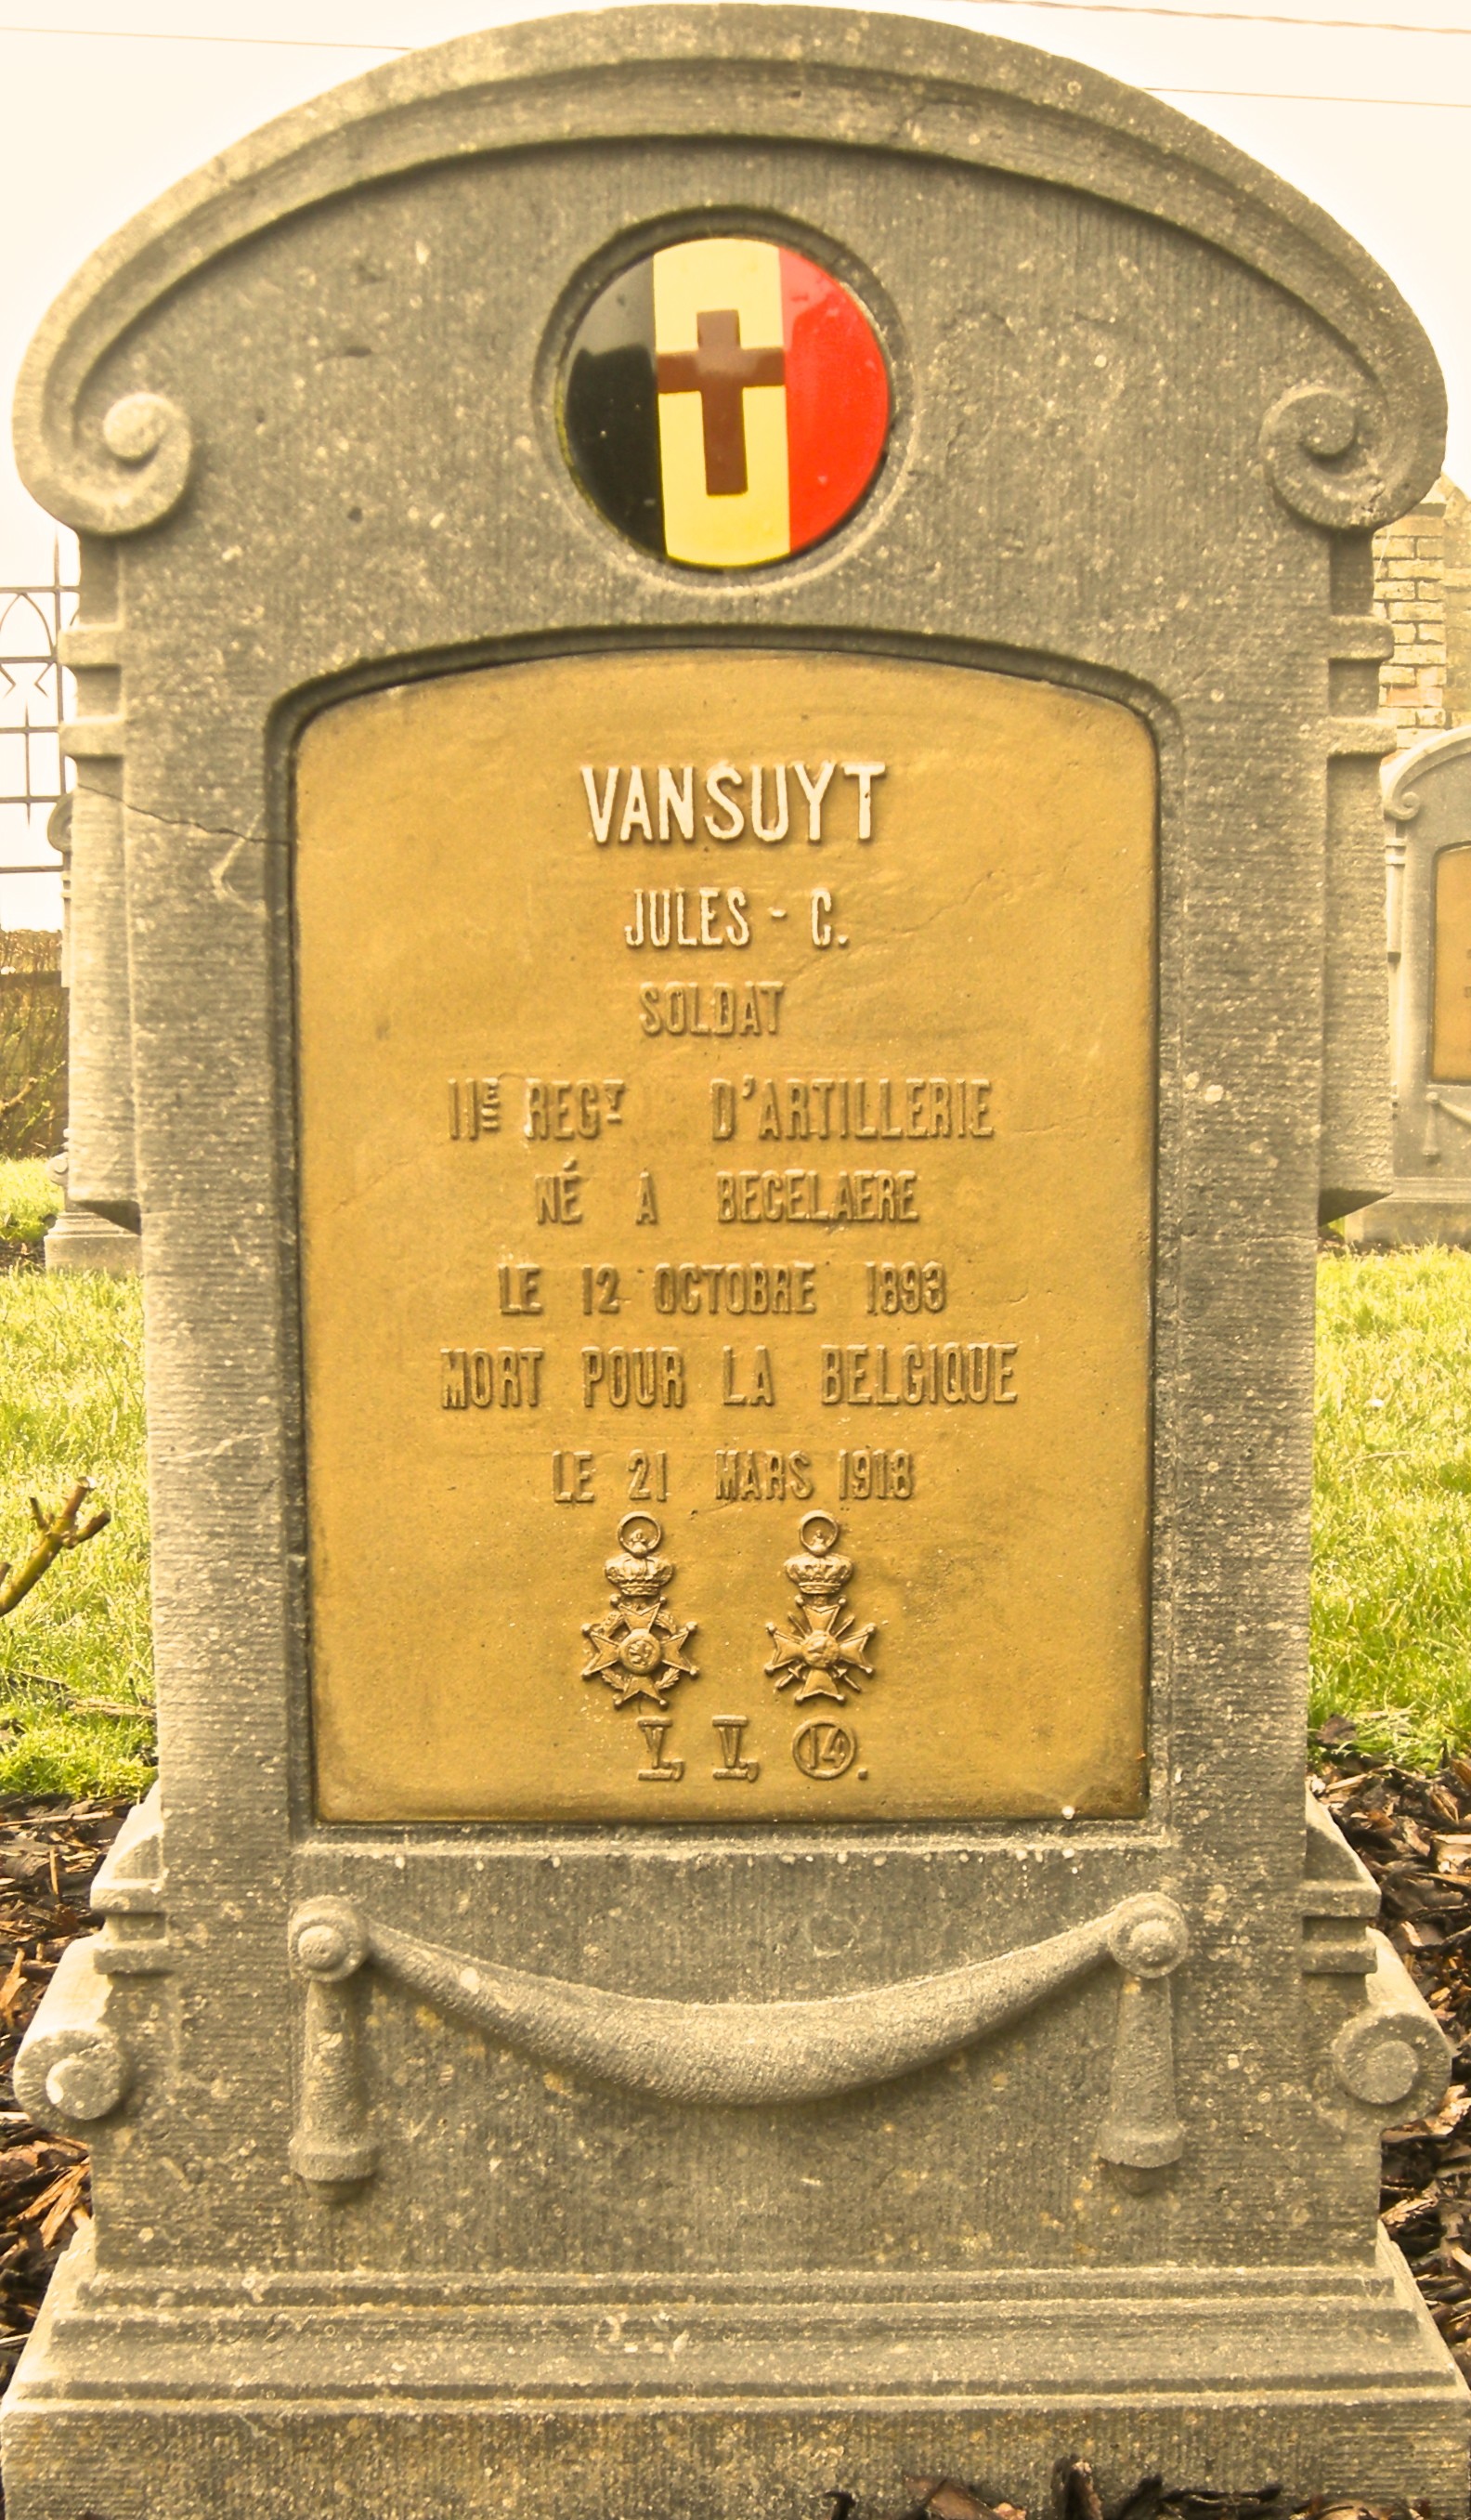 VANSUYT
JULES - C.
SOLDAT
11ME REGT D'ARTILLERIE
NÉ A BECELAERE
LE 12 OCTOBRE 1893
MORT POUR LA BELGIQUE
LE 21 MARS 1918
14